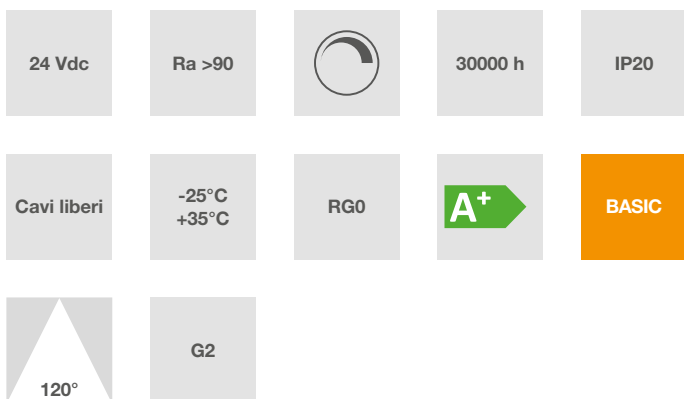 24 Vdc
Ra >90
30000 h
IP20
Cavi liberi
-25°C
+35°C
RG0
A+
BASIC
120°
G2